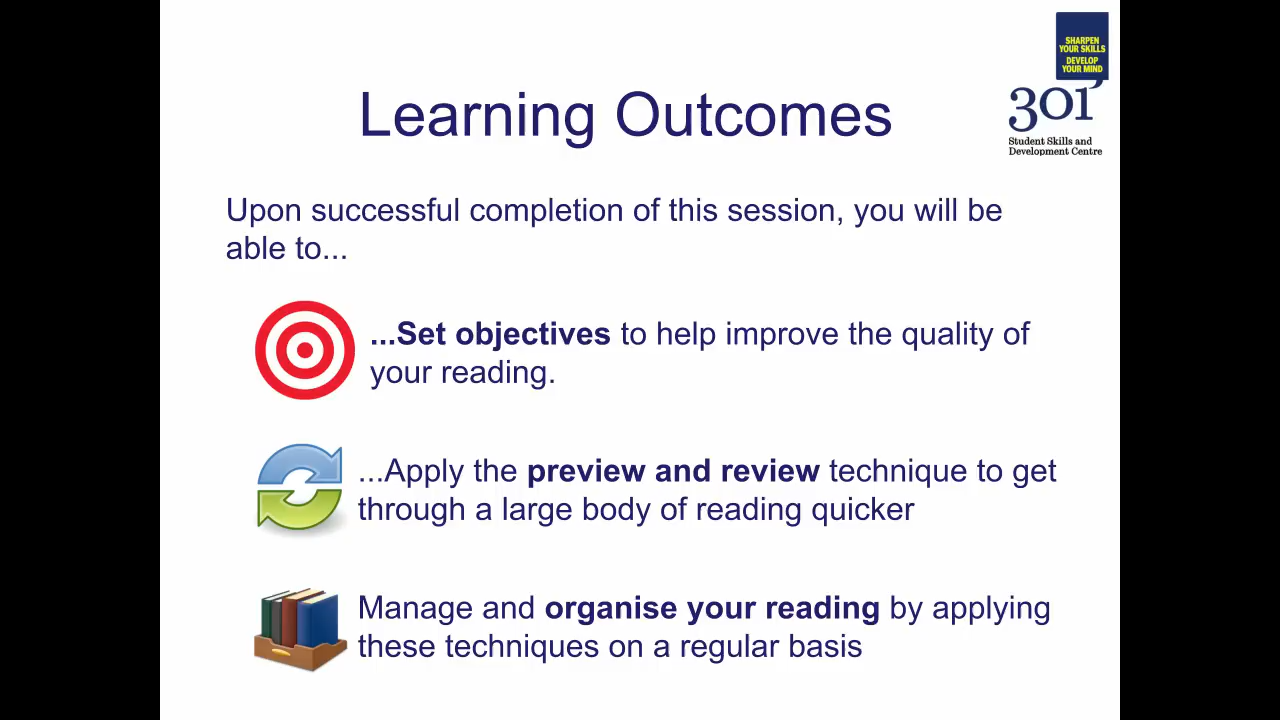 SHARPEN
YOUR SKILLS
DEVELOP
YOUR MIND
301
Student Skills and
Development Centre
Learning Outcomes
Upon successful completion of this session, you will be
able to...
...Set objectives to help improve the quality of
your reading.
...Apply the preview and review technique to get
through a large body of reading quicker
Manage and organise your reading by applying
these techniques on a regular basis